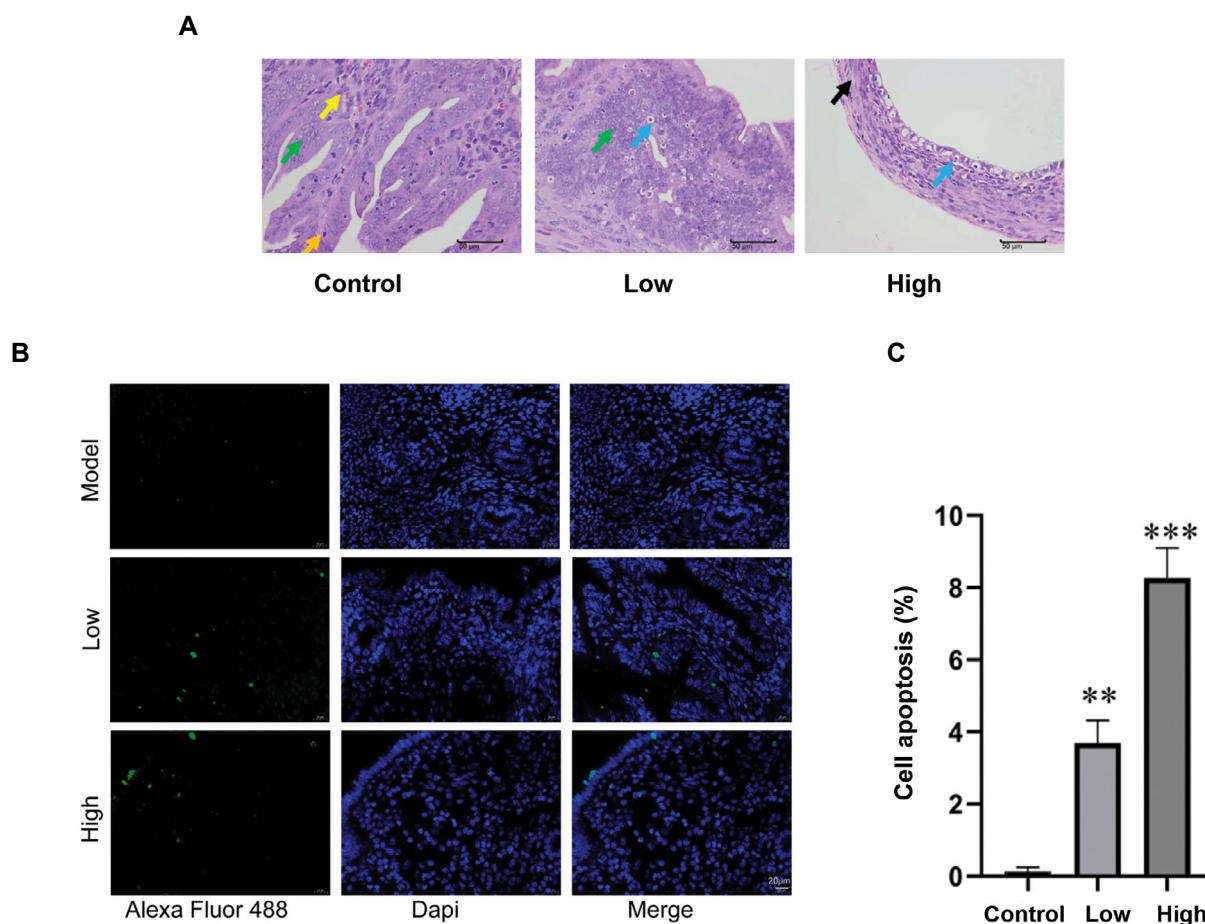 A
50 μm
50 μm
50 μm
Control
Low
High
B
Model
Low
High
20μm
Alexa Fluor 488
Dapi
Merge
C
Cell apoptosis (%)
10
8
6
4
2
0
**
***
Control
Low
High